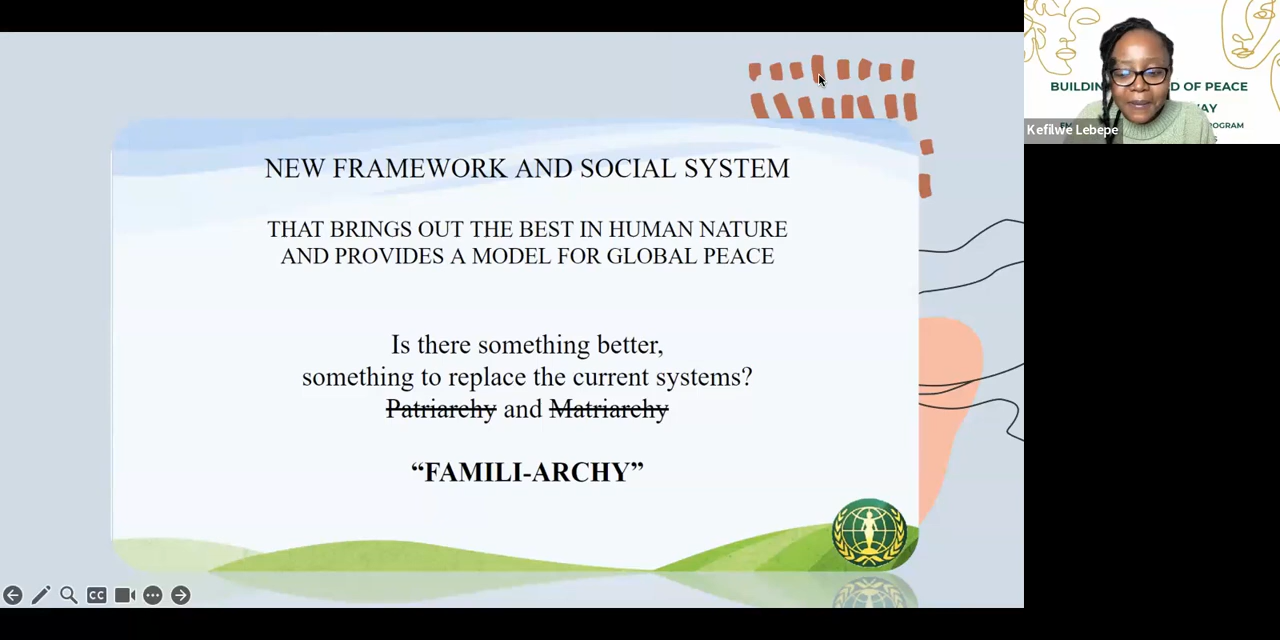 NEW FRAMEWORK AND SOCIAL SYSTEM
THAT BRINGS OUT THE BEST IN HUMAN NATURE
AND PROVIDES A MODEL FOR GLOBAL PEACE
Is there something better,
something to replace the current systems?
Patriarchy and Matriarchy
“FAMILI-ARCHY”
CC
D OF PEACE
Kefilwe Lebepe